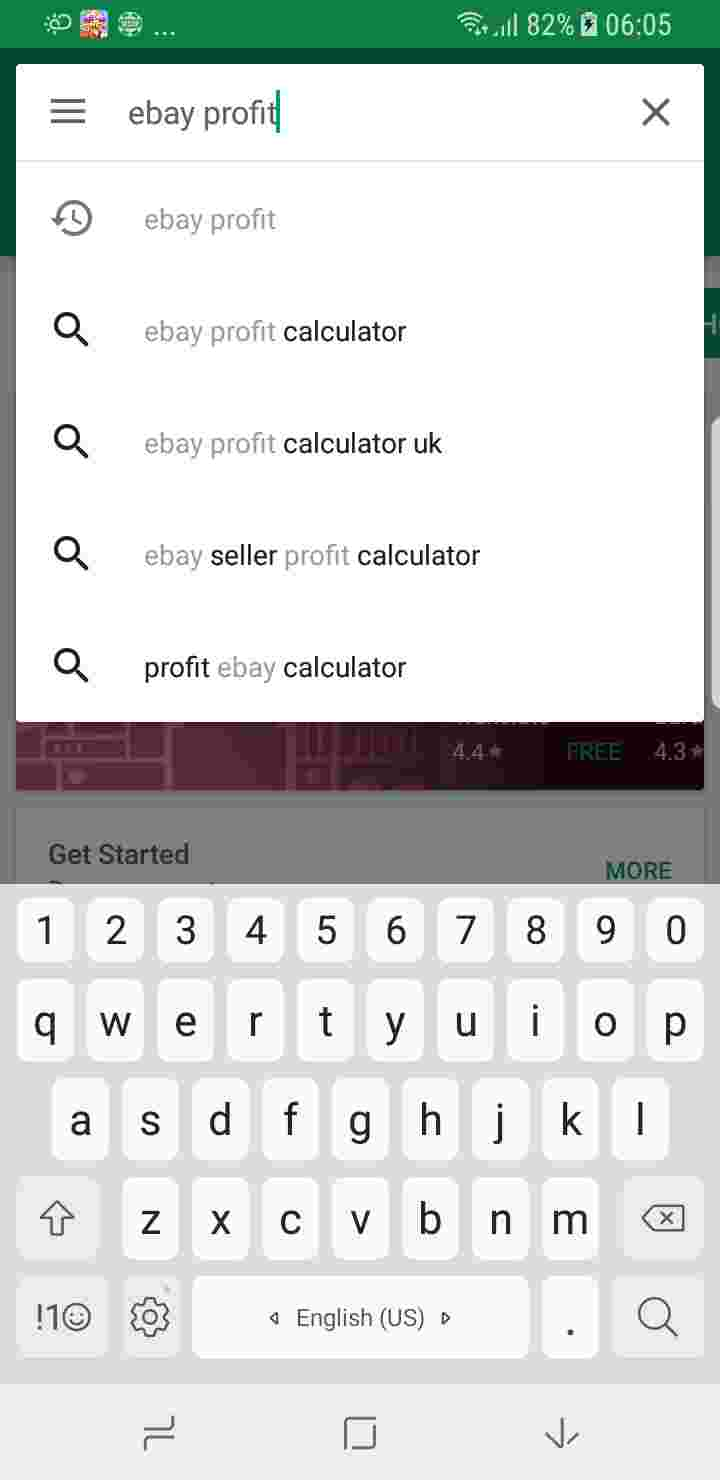 ... 82% 06:05
ebay profit
ebay profit
ebay profit calculator
ebay profit calculator uk
ebay seller profit calculator
profit ebay calculator
4.4★ FREE 4.3★
Get Started
MORE
1 2 3 4 5 6 7 8 9 0
q w e r t y u i o p
a s d f g h j k l
z x c v b n m
!1☺ English (US) .